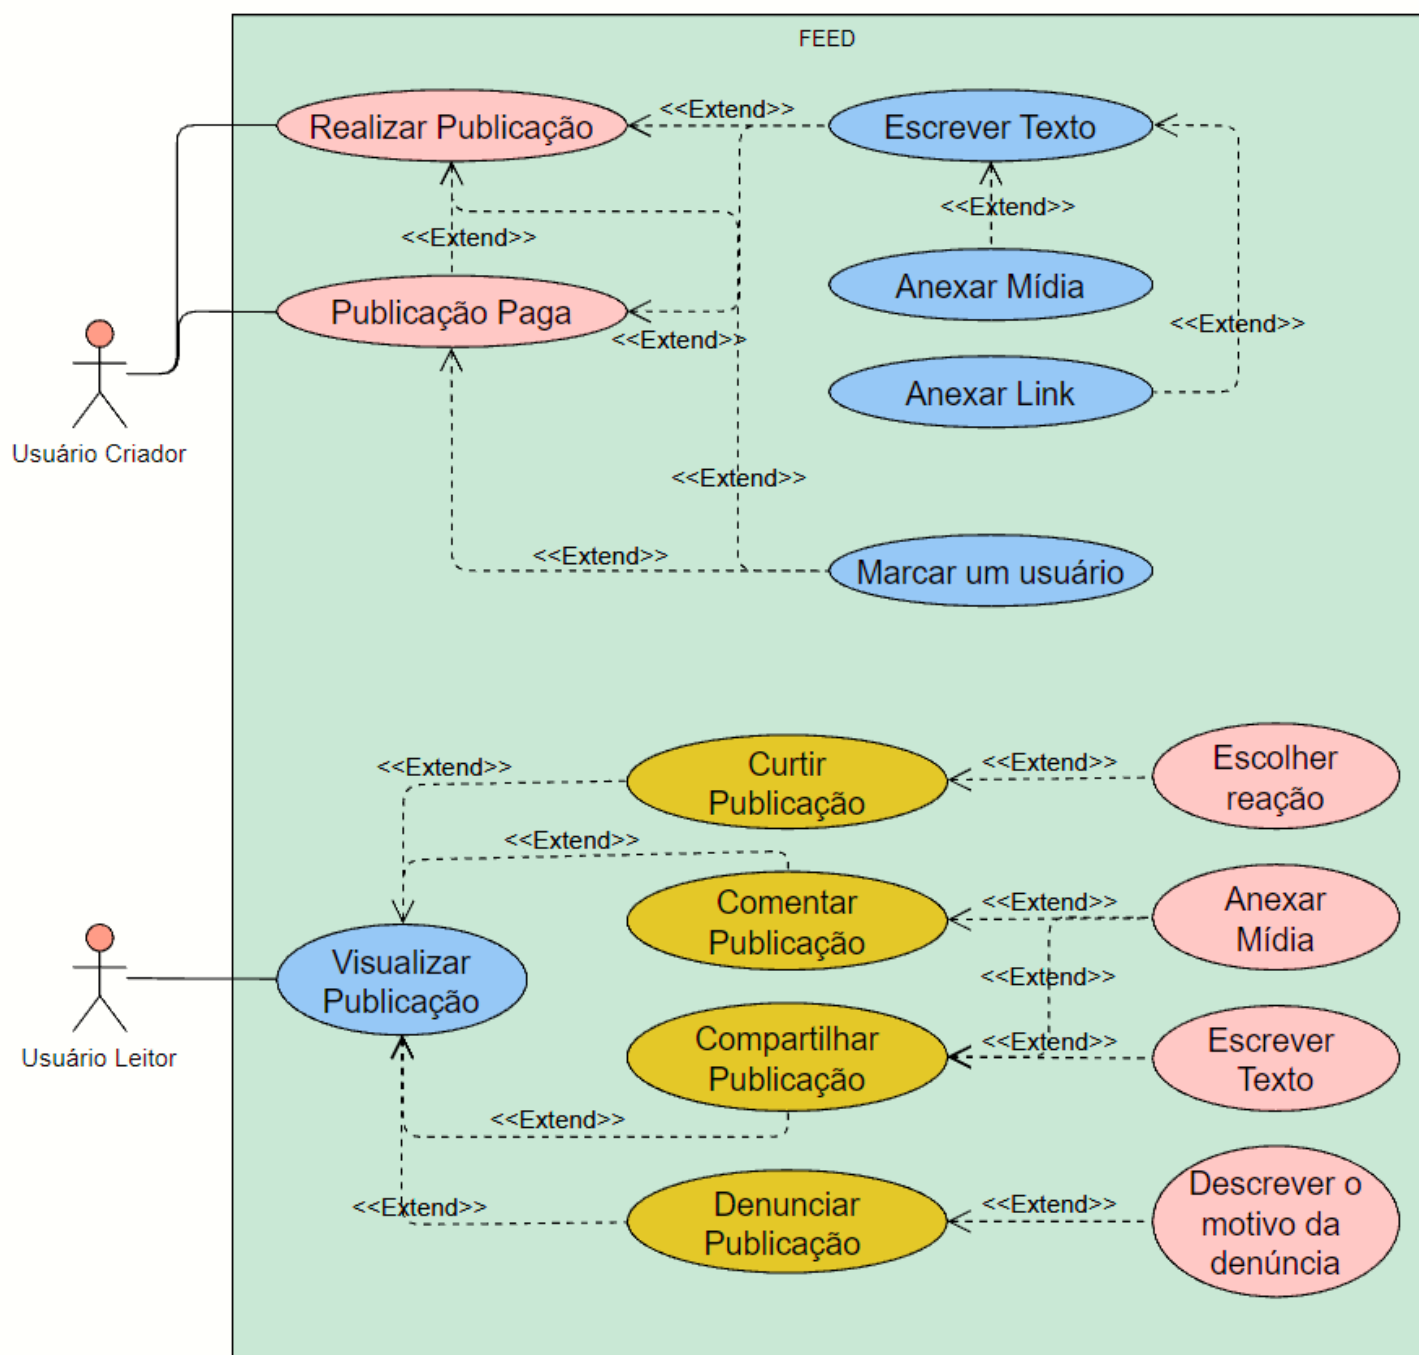 FEED
Realizar Publicação
<<Extend>>
Escrever Texto
<<Extend>>
<<Extend>>
Anexar Mídia
Publicação Paga
<<Extend>>
<<Extend>>
Anexar Link
Usuário Criador
<<Extend>>
<<Extend>>
Marcar um usuário
<<Extend>>
Curtir
Publicação
<<Extend>>
Escolher
reação
<<Extend>>
Comentar
Publicação
<<Extend>>
Anexar
Mídia
Visualizar
Publicação
<<Extend>>
Usuário Leitor
Compartilhar
Publicação
<<Extend>>
Escrever
Texto
<<Extend>>
<<Extend>>
Denunciar
Publicação
<<Extend>>
Descrever o
motivo da
denúncia